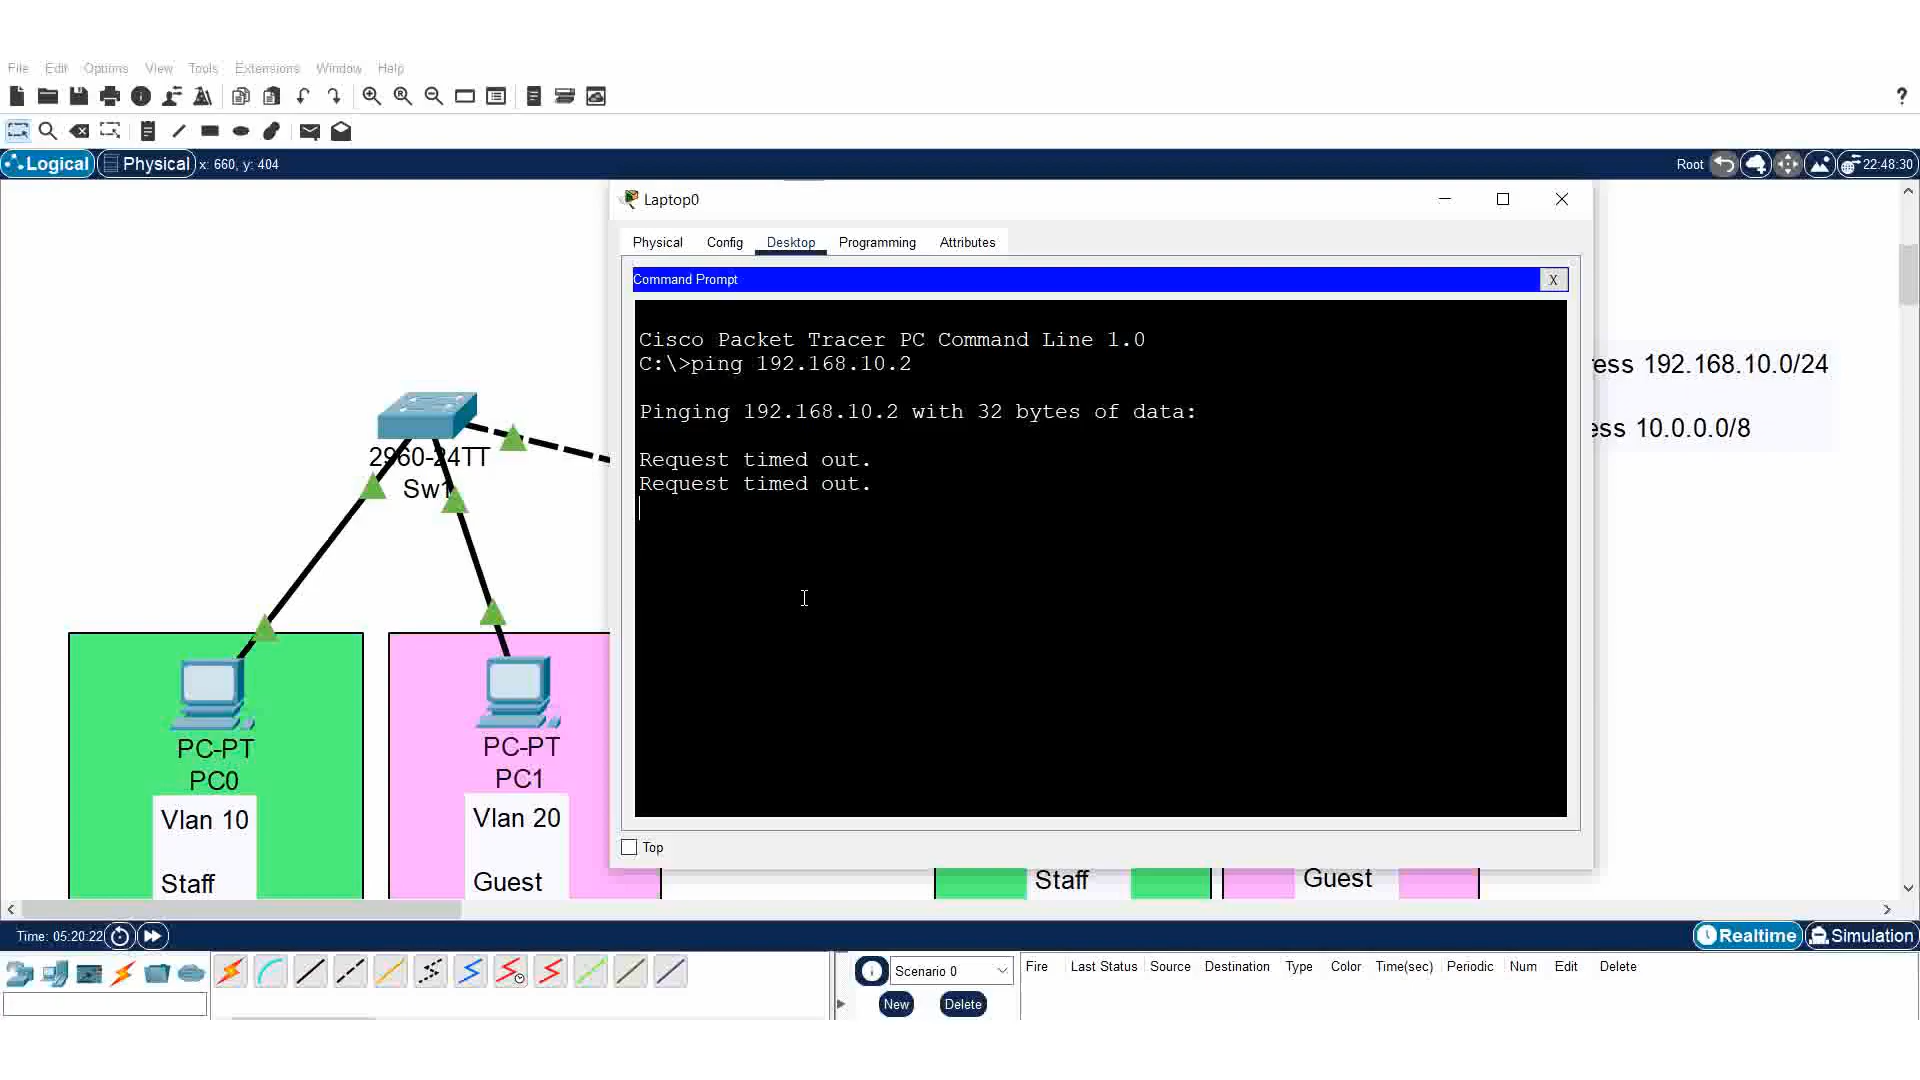 File Edit Options View Tools Extensions Window Help
?
Logical Physical x: 660, y: 404 Root 22:48:30
Laptop0
Physical Config Desktop Programming Attributes
Command Prompt X
Cisco Packet Tracer PC Command Line 1.0
C:\>ping 192.168.10.2
Pinging 192.168.10.2 with 32 bytes of data:
Request timed out.
Request timed out.
Top
ess 192.168.10.0/24
ess 10.0.0.0/8
2960-24TT
Sw1
PC-PT
PC0
Vlan 10
Staff
PC-PT
PC1
Vlan 20
Guest
Staff
Guest
Time: 05:20:22 Realtime Simulation
Scenario 0
New Delete
Fire Last Status Source Destination Type Color Time(sec) Periodic Num Edit Delete